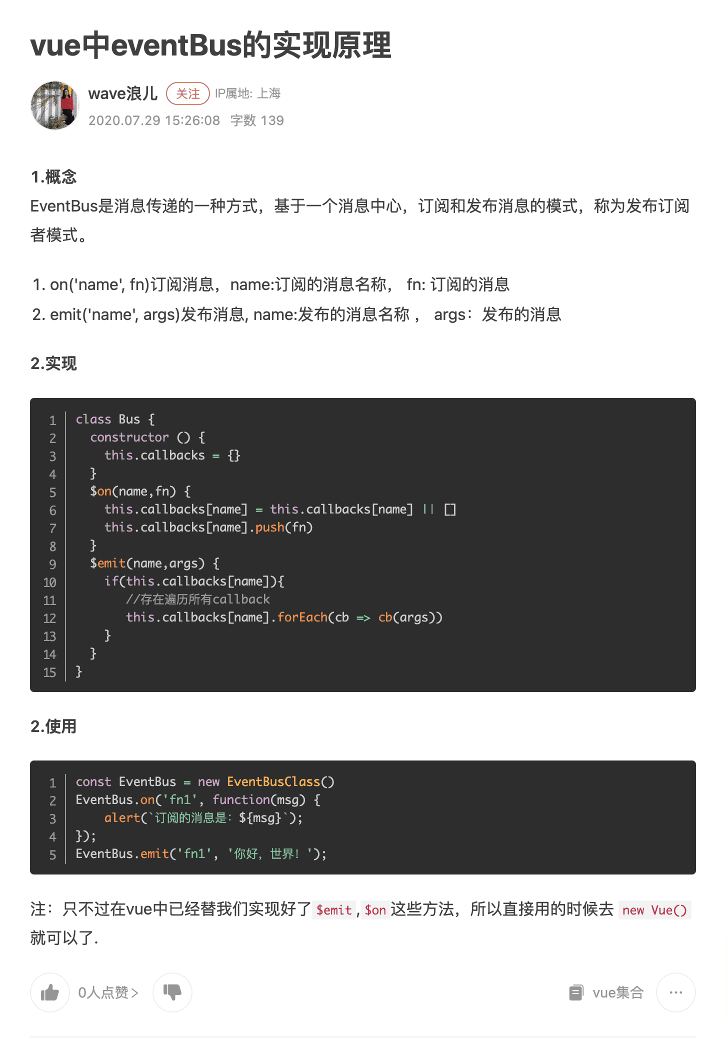 vue中eventBus的实现原理
wave浪儿 关注 IP属地: 上海
2020.07.29 15:26:08 字数 139
1.概念
EventBus是消息传递的一种方式，基于一个消息中心，订阅和发布消息的模式，称为发布订阅
者模式。
1. on('name', fn)订阅消息，name:订阅的消息名称， fn: 订阅的消息
2. emit('name', args)发布消息, name:发布的消息名称 ， args：发布的消息
2.实现
1 class Bus {
2   constructor () {
3     this.callbacks = {}
4   }
5   $on(name,fn) {
6     this.callbacks[name] = this.callbacks[name] || []
7     this.callbacks[name].push(fn)
8   }
9   $emit(name,args) {
10     if(this.callbacks[name]){
11        //存在遍历所有callback
12        this.callbacks[name].forEach(cb => cb(args))
13     }
14   }
15 }
2.使用
1 const EventBus = new EventBusClass()
2 EventBus.on('fn1', function(msg) {
3     alert(`订阅的消息是：${msg}`);
4 });
5 EventBus.emit('fn1', '你好，世界！');
注：只不过在vue中已经替我们实现好了 $emit , $on 这些方法，所以直接用的时候去 new Vue()
就可以了.
0人点赞 > vue集合 ...